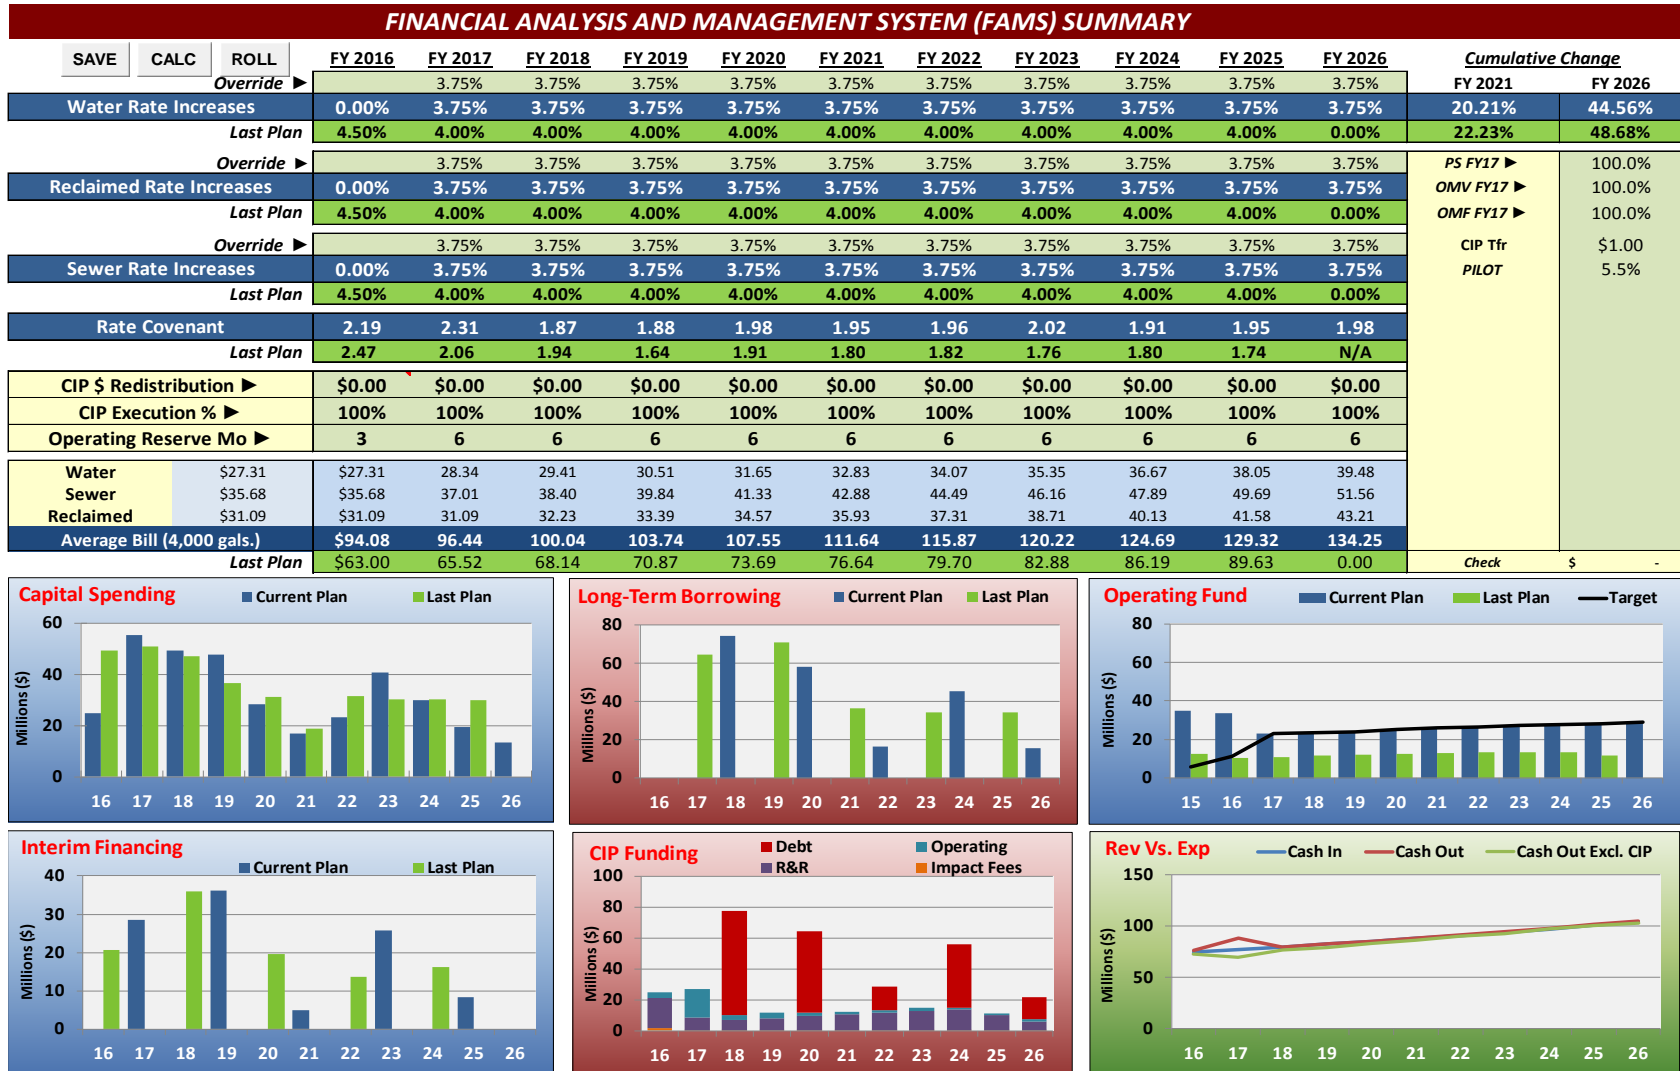 FINANCIAL ANALYSIS AND MANAGEMENT SYSTEM (FAMS) SUMMARY
SAVE CALC ROLL FY 2016 FY 2017 FY 2018 FY 2019 FY 2020 FY 2021 FY 2022 FY 2023 FY 2024 FY 2025 FY 2026 Cumulative Change
Override ► 3.75% 3.75% 3.75% 3.75% 3.75% 3.75% 3.75% 3.75% 3.75% 3.75% FY 2021 FY 2026
Water Rate Increases 0.00% 3.75% 3.75% 3.75% 3.75% 3.75% 3.75% 3.75% 3.75% 3.75% 3.75% 20.21% 44.56%
Last Plan 4.50% 4.00% 4.00% 4.00% 4.00% 4.00% 4.00% 4.00% 4.00% 4.00% 0.00% 22.23% 48.68%
Override ► 3.75% 3.75% 3.75% 3.75% 3.75% 3.75% 3.75% 3.75% 3.75% 3.75% PS FY17 ► 100.0%
Reclaimed Rate Increases 0.00% 3.75% 3.75% 3.75% 3.75% 3.75% 3.75% 3.75% 3.75% 3.75% 3.75% OMV FY17 ► 100.0%
Last Plan 4.50% 4.00% 4.00% 4.00% 4.00% 4.00% 4.00% 4.00% 4.00% 4.00% 0.00% OMF FY17 ► 100.0%
Override ► 3.75% 3.75% 3.75% 3.75% 3.75% 3.75% 3.75% 3.75% 3.75% 3.75% CIP Tfr $1.00
Sewer Rate Increases 0.00% 3.75% 3.75% 3.75% 3.75% 3.75% 3.75% 3.75% 3.75% 3.75% 3.75% PILOT 5.5%
Last Plan 4.50% 4.00% 4.00% 4.00% 4.00% 4.00% 4.00% 4.00% 4.00% 4.00% 0.00%
Rate Covenant 2.19 2.31 1.87 1.88 1.98 1.95 1.96 2.02 1.91 1.95 1.98
Last Plan 2.47 2.06 1.94 1.64 1.91 1.80 1.82 1.76 1.80 1.74 N/A
CIP $ Redistribution ► $0.00 $0.00 $0.00 $0.00 $0.00 $0.00 $0.00 $0.00 $0.00 $0.00 $0.00
CIP Execution % ► 100% 100% 100% 100% 100% 100% 100% 100% 100% 100% 100%
Operating Reserve Mo ► 3 6 6 6 6 6 6 6 6 6 6
Water $27.31 $27.31 28.34 29.41 30.51 31.65 32.83 34.07 35.35 36.67 38.05 39.48
Sewer $35.68 $35.68 37.01 38.40 39.84 41.33 42.88 44.49 46.16 47.89 49.69 51.56
Reclaimed $31.09 $31.09 31.09 32.23 33.39 34.57 35.93 37.31 38.71 40.13 41.58 43.21
Average Bill (4,000 gals.) $94.08 96.44 100.04 103.74 107.55 111.64 115.87 120.22 124.69 129.32 134.25
Last Plan $63.00 65.52 68.14 70.87 73.69 76.64 79.70 82.88 86.19 89.63 0.00 Check $ -
Capital Spending Current Plan Last Plan
60
40
20
0
Millions ($)
16 17 18 19 20 21 22 23 24 25 26
Long-Term Borrowing Current Plan Last Plan
80
60
40
20
0
Millions ($)
16 17 18 19 20 21 22 23 24 25 26
Operating Fund Current Plan Last Plan Target
80
60
40
20
0
Millions ($)
15 16 17 18 19 20 21 22 23 24 25 26
Interim Financing
Current Plan Last Plan
40
30
20
10
0
Millions ($)
16 17 18 19 20 21 22 23 24 25 26
CIP Funding
Debt Operating
R&R Impact Fees
100
80
60
40
20
0
Millions ($)
16 17 18 19 20 21 22 23 24 25 26
Rev Vs. Exp Cash In Cash Out Cash Out Excl. CIP
150
100
50
0
Millions ($)
16 17 18 19 20 21 22 23 24 25 26